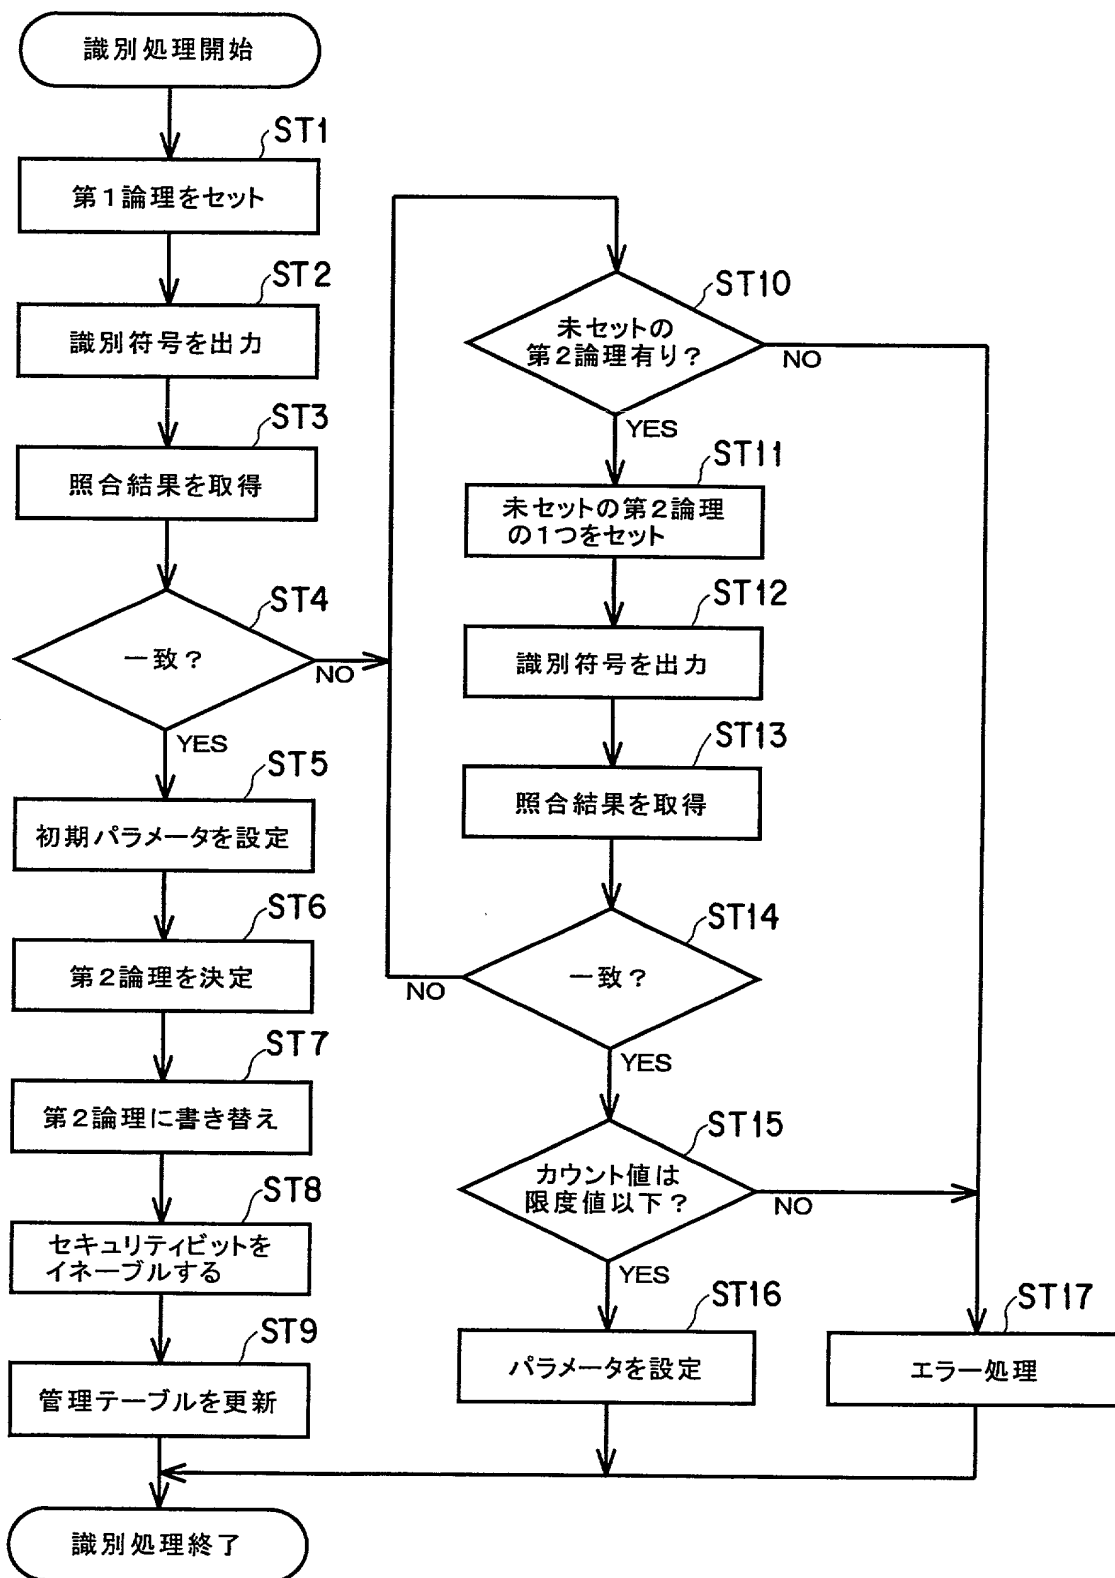 識別処理開始
ST1
第1論理をセット
ST2
識別符号を出力
ST3
照合結果を取得
ST4
一致?
NO
YES
ST5
初期パラメータを設定
ST6
第2論理を決定
ST7
第2論理に書き替え
ST8
セキュリティビットを
イネーブルする
ST9
管理テーブルを更新
識別処理終了
ST10
未セットの
第2論理有り?
NO
YES
ST11
未セットの第2論理
の1つをセット
ST12
識別符号を出力
ST13
照合結果を取得
ST14
一致?
NO
YES
ST15
カウント値は
限度値以下?
NO
YES
ST16
パラメータを設定
ST17
エラー処理